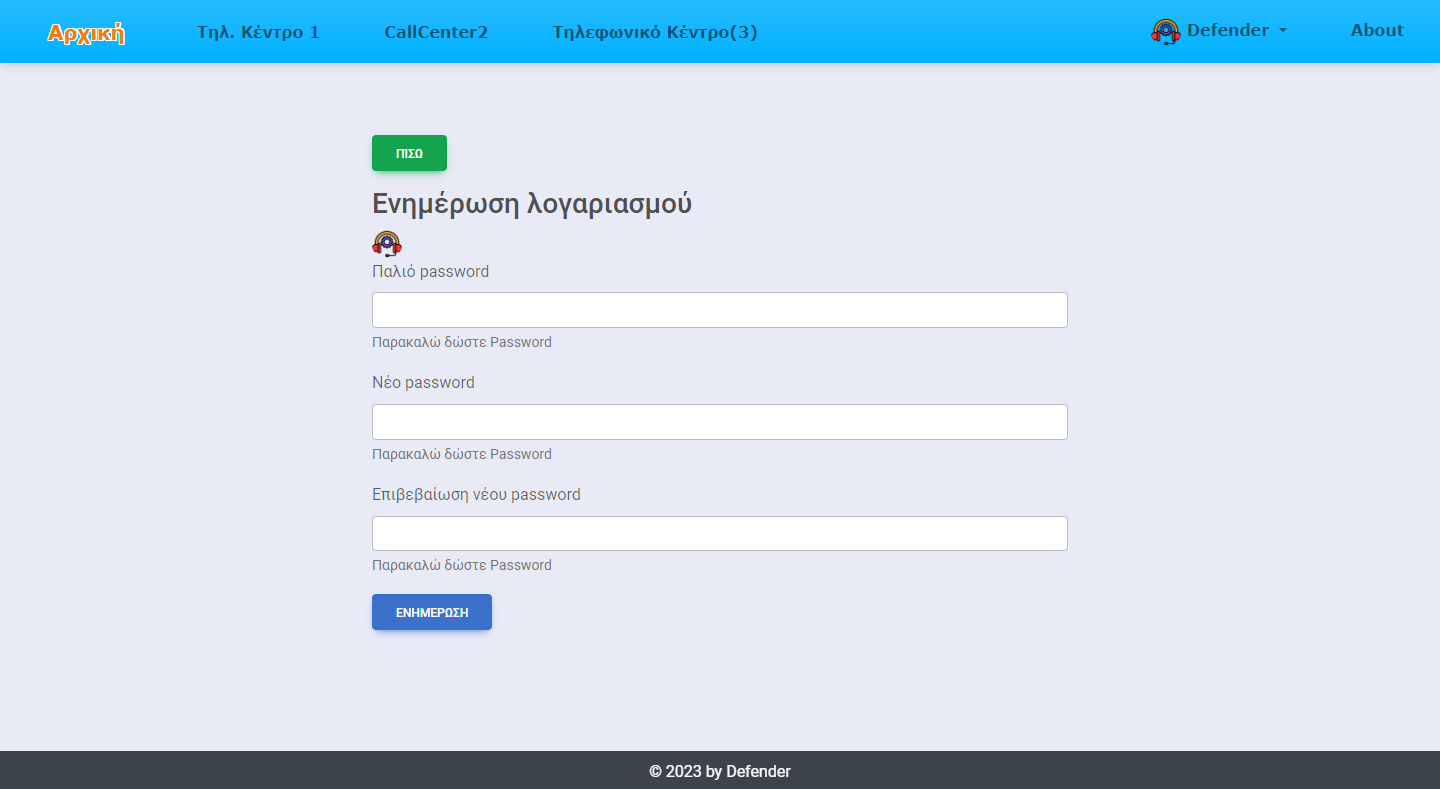 Αρχική Τηλ. Κέντρο 1 CallCenter2 Τηλεφωνικό Κέντρο(3) Defender About
ΠΙΣΩ
Ενημέρωση λογαριασμού
Παλιό password
Παρακαλώ δώστε Password
Νέο password
Παρακαλώ δώστε Password
Επιβεβαίωση νέου password
Παρακαλώ δώστε Password
ΕΝΗΜΕΡΩΣΗ
© 2023 by Defender